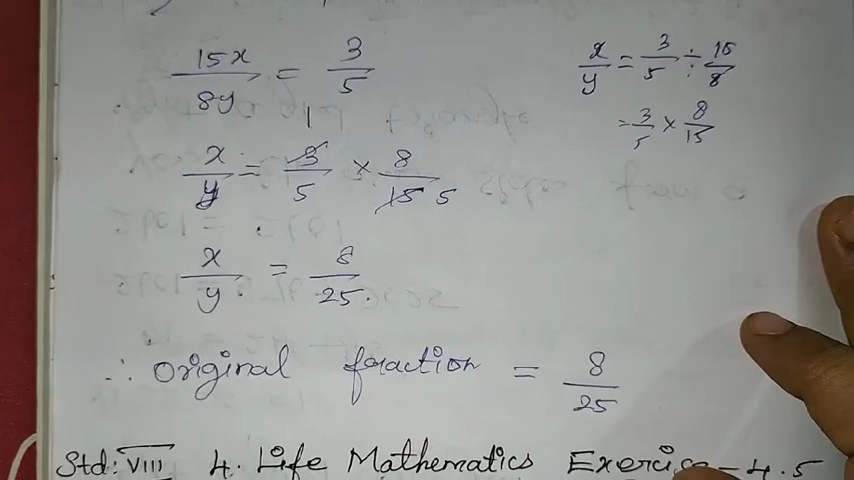 15x/8y = 3/5
x/y = 3/5 ÷ 15/8
= 3/5 × 8/15
x/y = 3/5 × 8/15 5
x/y = 8/25.
∴ original fraction = 8/25
Std: VIII 4. Life Mathematics Exercise - 4.5